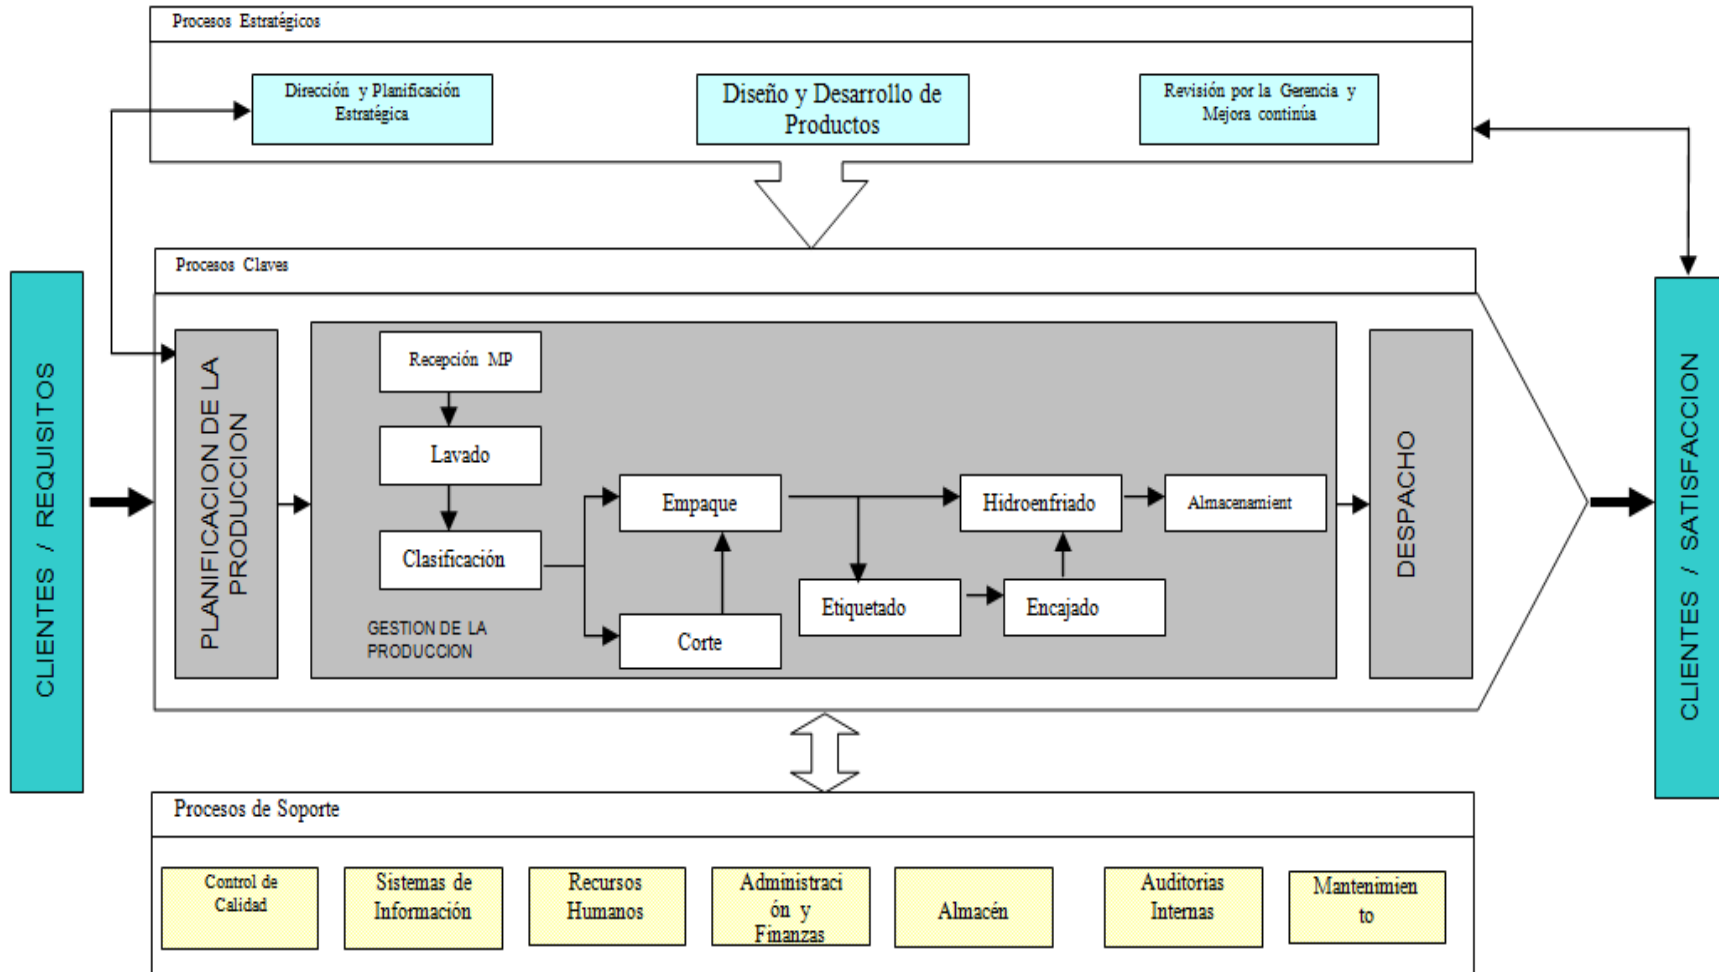 Procesos Estratégicos
Dirección y Planificación
Estratégica
Diseño y Desarrollo de
Productos
Revisión por la Gerencia y
Mejora continúa
Procesos Claves
CLIENTES / REQUISITOS
PLANIFICACION DE LA
PRODUCCION
Recepción MP
Lavado
Clasificación
GESTION DE LA
PRODUCCION
Empaque
Corte
Etiquetado
Encajado
Hidroenfriado
Almacenamient
DESPACHO
CLIENTES / SATISFACCION
Procesos de Soporte
Control de
Calidad
Sistemas de
Información
Recursos
Humanos
Administraci
ón y
Finanzas
Almacén
Auditorias
Internas
Mantenimien
to